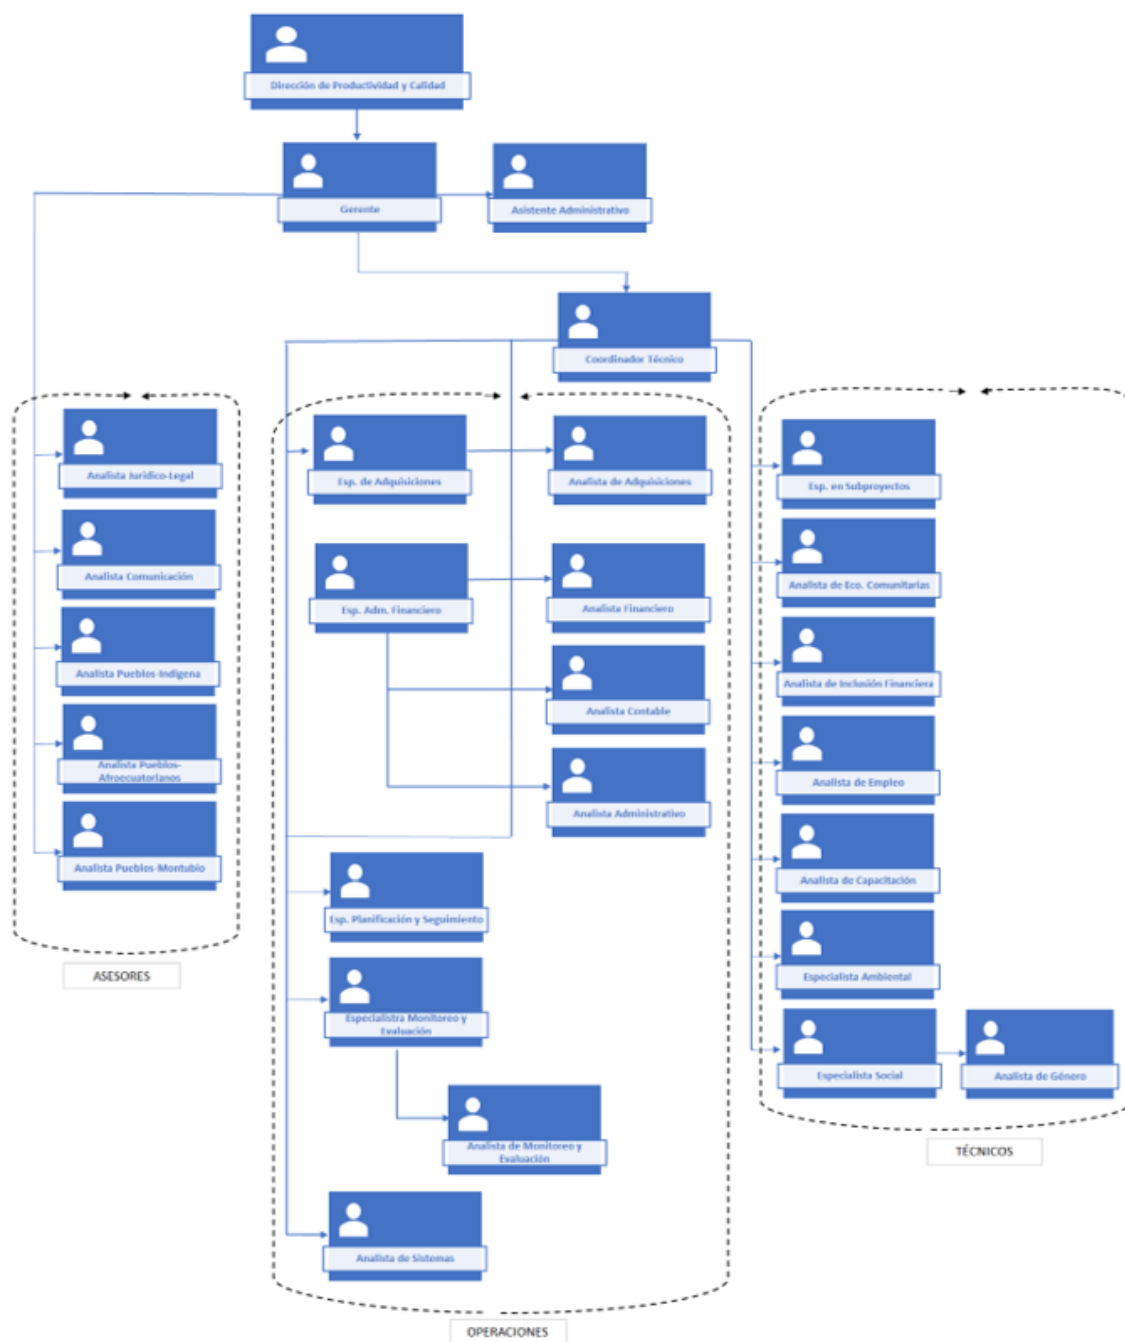 Dirección de Productividad y Calidad
Gerente
Asistente Administrativo
Coordinador Técnico
Analista Jurídico-Legal
Analista Comunicación
Analista Pueblos-Indígena
Analista Pueblos-
Afroecuatorianos
Analista Pueblos-Montubio
ASESORES
Esp. de Adquisiciones
Analista de Adquisiciones
Esp. Adm. Financiero
Analista Financiero
Analista Contable
Analista Administrativo
Esp. Planificación y Seguimiento
Especialistra Monitoreo y
Evaluación
Analista de Monitoreo y
Evaluación
Analista de Sistemas
OPERACIONES
Esp. en Subproyectos
Analista de Eco. Comunitarias
Analista de Inclusión Financiera
Analista de Empleo
Analista de Capacitación
Especialista Ambiental
Especialista Social
Analista de Género
TÉCNICOS